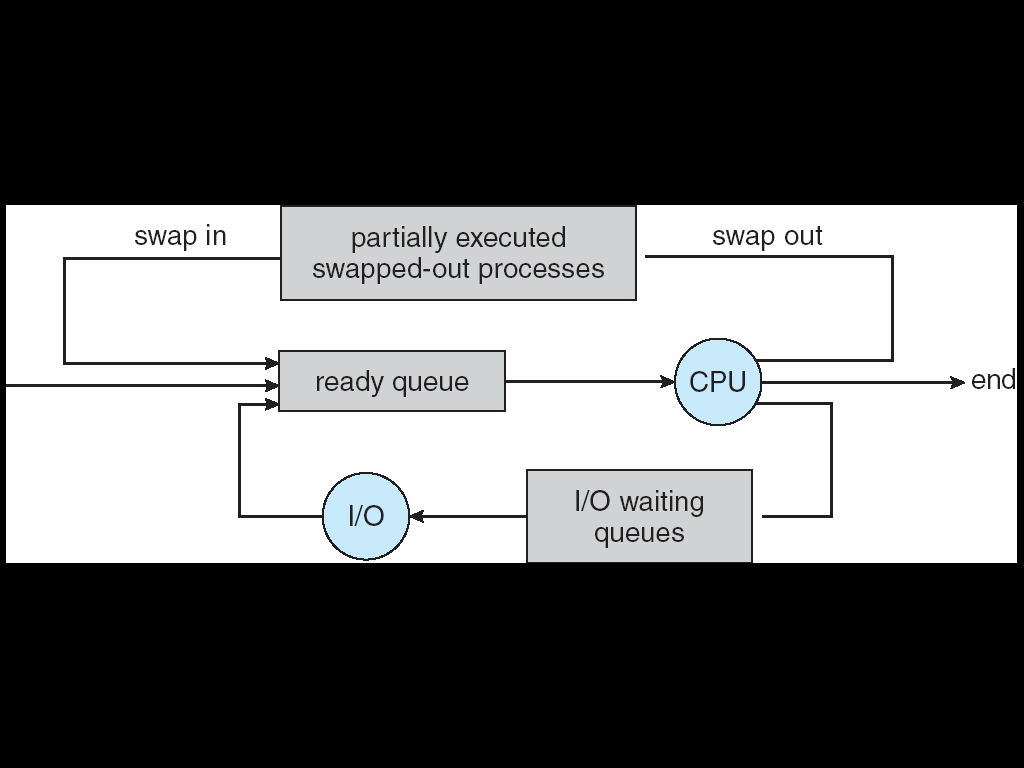 swap in
partially executed
swapped-out processes
swap out
ready queue
CPU
end
I/O
I/O waiting
queues